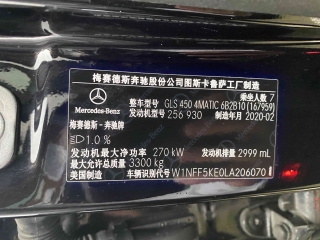 梅赛德斯奔驰股份公司图斯卡鲁萨工厂制造
乘坐人数 7
整车型号 GLS 450 4MATIC 6B2B10(167959)
Mercedes-Benz
发动机型号 256 930 制造年月 2020-02
梅赛德斯-奔驰牌
1.0 %
发动机最大净功率 270 kW 发动机排量 2999 mL
最大允许总质量 3300 kg
美国制造 车辆识别代号 W1NFF5KE0LA206070